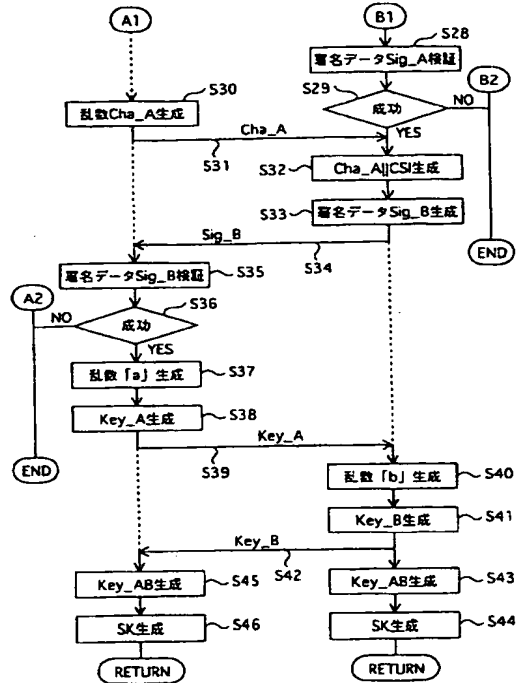 A1
B1
S28
署名データSig_A検証
B2
S29
成功
NO
YES
S30
乱数Cha_A生成
Cha_A
S31
S32
Cha_A||CSI生成
S33
署名データSig_B生成
Sig_B
S34
END
署名データSig_B検証
S35
A2
S36
NO
成功
YES
乱数「a」生成
S37
Key_A生成
S38
Key_A
S39
END
乱数「b」生成
S40
Key_B生成
S41
Key_B
S42
Key_AB生成
S45
Key_AB生成
S43
SK生成
S46
SK生成
S44
RETURN
RETURN